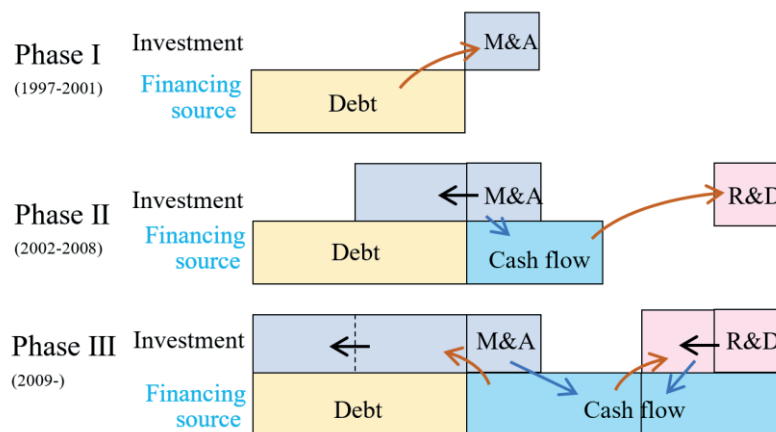 Phase I
(1997-2001)
Investment
M&A
Financing
source
Debt
Phase II
(2002-2008)
Investment
M&A
R&D
Financing
source
Debt
Cash flow
Phase III
(2009-)
Investment
M&A
R&D
Financing
source
Debt
Cash flow